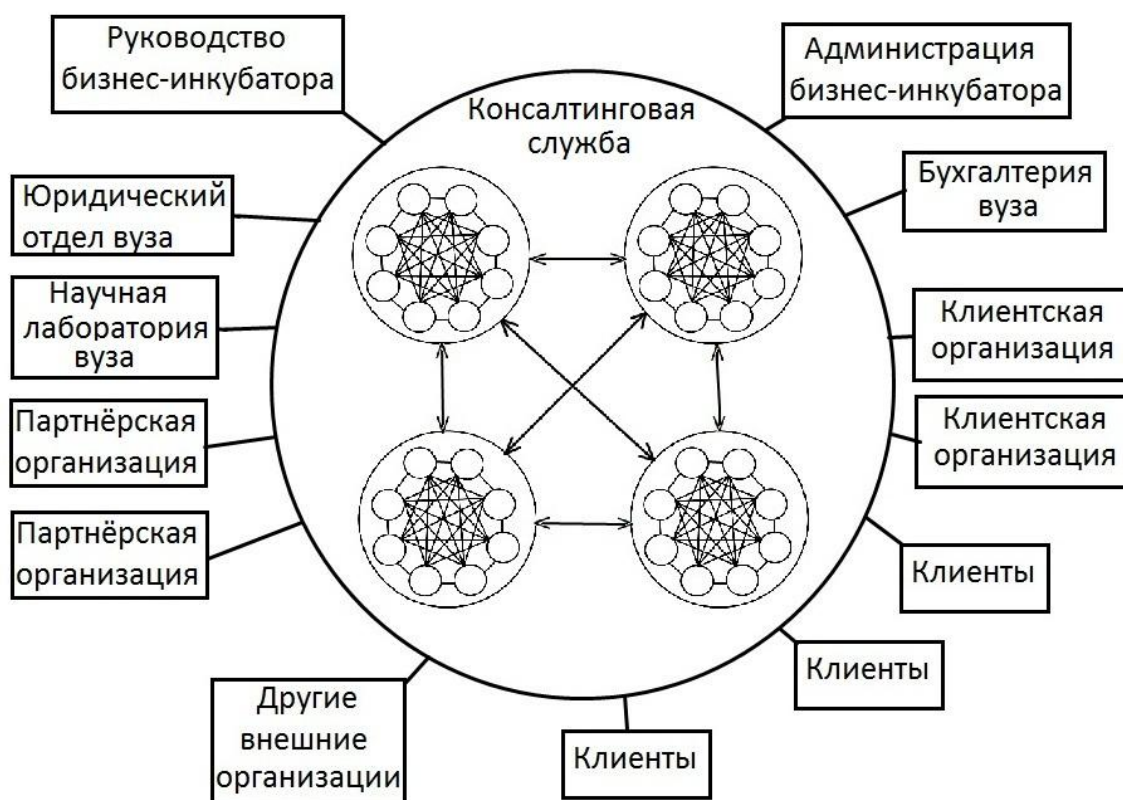 Руководство
бизнес-инкубатора
Администрация
бизнес-инкубатора
Консалтинговая
служба
Юридический
отдел вуза
Бухгалтерия
вуза
Научная
лаборатория
вуза
Клиентская
организация
Партнёрская
организация
Клиентская
организация
Партнёрская
организация
Клиенты
Клиенты
Другие
внешние
организации
Клиенты